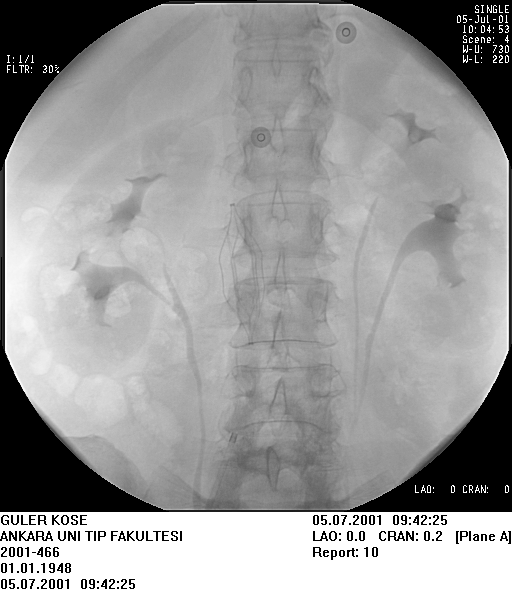 SINGLE
05-Jul-01
10:04:53
I:1/1
Scene: 4
FLTR: 30%
W-U: 730
W-L: 220
LAO: 0 CRAN: 0
GULER KOSE
05.07.2001 09:42:25
ANKARA UNI TIP FAKULTESI
LAO: 0.0 CRAN: 0.2 [Plane A]
2001-466
Report: 10
01.01.1948
05.07.2001 09:42:25